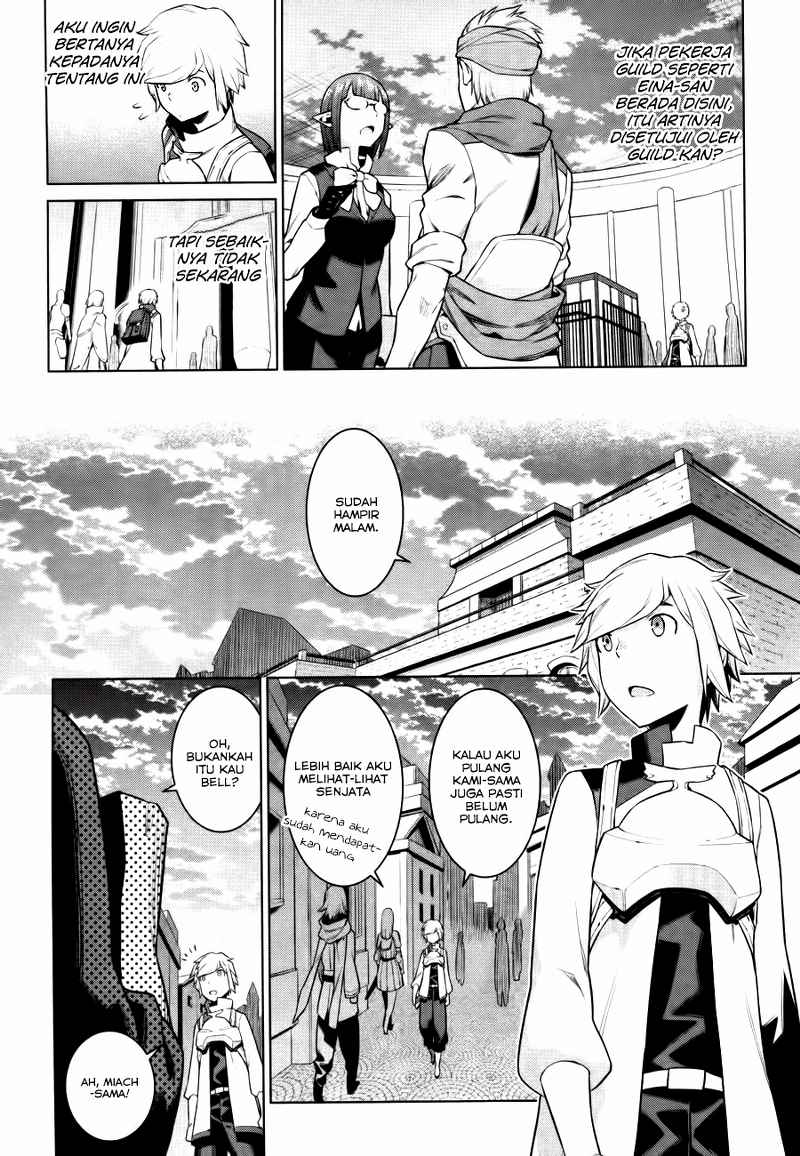 JIKA PEKERJA
GUILD SEPERTI
EINA-SAN
BERADA DISINI,
ITU ARTINYA
DISETUJUI OLEH
GUILD.KAN?
AKU INGIN
BERTANYA
KEPADANYA
TENTANG INI
TAPI SEBAIK-
NYA TIDAK
SEKARANG
SUDAH
HAMPIR
MALAM.
KALAU AKU
PULANG
KAMI-SAMA
JUGA PASTI
BELUM
PULANG.
LEBIH BAIK AKU
MELIHAT-LIHAT
SENJATA
karena aku
sudah mendapat-
kan uang
OH,
BUKANKAH
ITU KAU
BELL?
AH, MIACH
-SAMA!